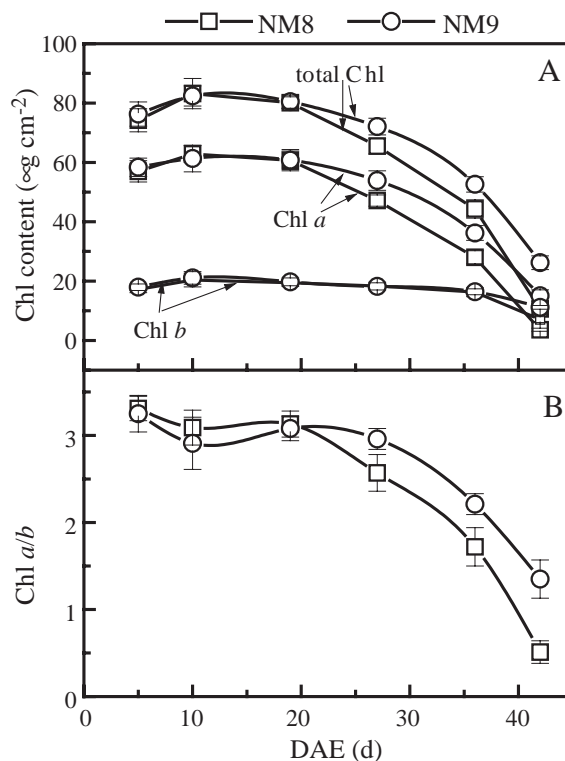 NM8 NM9
A
100
80
60
40
20
0
Chl content (∝g cm-2)
total Chl
Chl a
Chl b
B
3
2
1
0
Chl a/b
0 10 20 30 40
DAE (d)